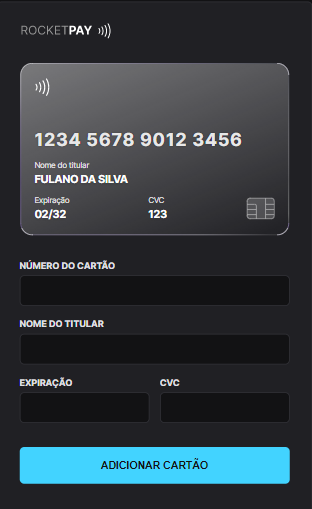 ROCKETPAY
1234 5678 9012 3456
Nome do titular
FULANO DA SILVA
Expiração CVC
02/32 123
NÚMERO DO CARTÃO
NOME DO TITULAR
EXPIRAÇÃO CVC
ADICIONAR CARTÃO